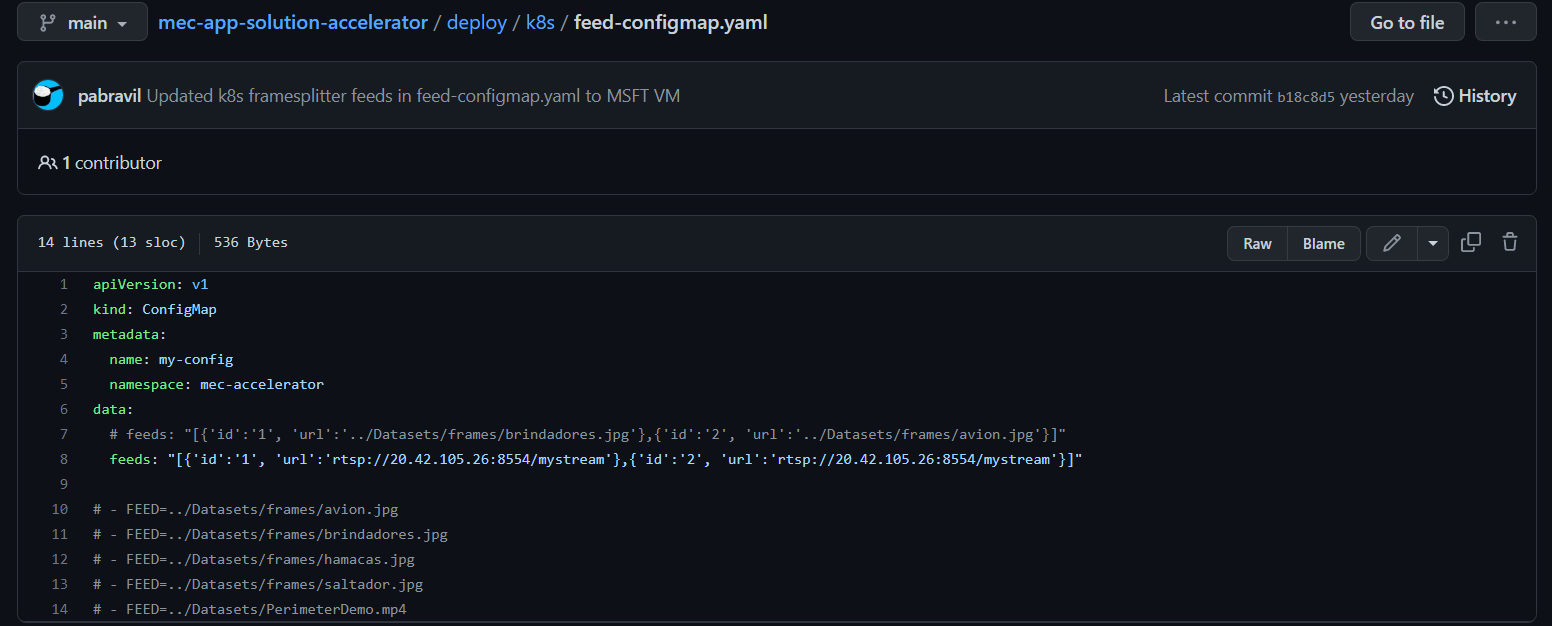 main
mec-app-solution-accelerator / deploy / k8s / feed-configmap.yaml
Go to file
...
pabravil Updated k8s framesplitter feeds in feed-configmap.yaml to MSFT VM
Latest commit b18c8d5 yesterday
History
1 contributor
14 lines (13 sloc) 536 Bytes
Raw
Blame
1 apiVersion: v1
2 kind: ConfigMap
3 metadata:
4   name: my-config
5   namespace: mec-accelerator
6 data:
7   # feeds: "[{'id':'1', 'url':'../Datasets/frames/brindadores.jpg'},{'id':'2', 'url':'../Datasets/frames/avion.jpg'}]"
8   feeds: "[{'id':'1', 'url':'rtsp://20.42.105.26:8554/mystream'},{'id':'2', 'url':'rtsp://20.42.105.26:8554/mystream'}]"
9
10 # - FEED=../Datasets/frames/avion.jpg
11 # - FEED=../Datasets/frames/brindadores.jpg
12 # - FEED=../Datasets/frames/hamacas.jpg
13 # - FEED=../Datasets/frames/saltador.jpg
14 # - FEED=../Datasets/PerimeterDemo.mp4